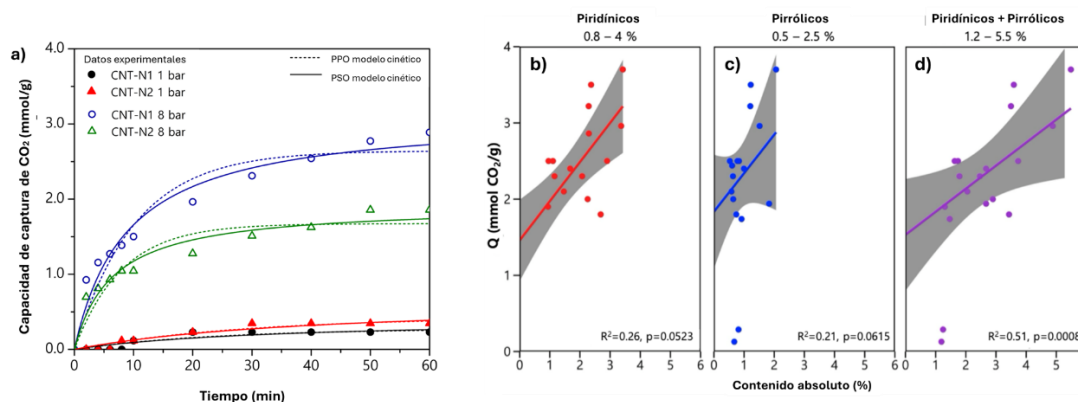 a)
Datos experimentales
CNT-N1 1 bar
CNT-N2 1 bar
CNT-N1 8 bar
CNT-N2 8 bar
PPO modelo cinético
PSO modelo cinético
Capacidad de captura de CO2 (mmol/g)
4.0
3.0
2.0
1.0
0.0
0 10 20 30 40 50 60
Tiempo (min)
Piridínicos
0.8 – 4 %
Pirrólicos
0.5 – 2.5%
Piridínicos + Pirrólicos
1.2 – 5.5%
b)
c)
d)
Q (mmol CO2/g)
4
3
2
1
0
R2=0.26, p=0.0523
R2=0.21, p=0.0615
R2=0.51, p=0.0008
0 1 2 3 4 5
0 1 2 3 4 5
0 1 2 3 4 5
Contenido absoluto (%)